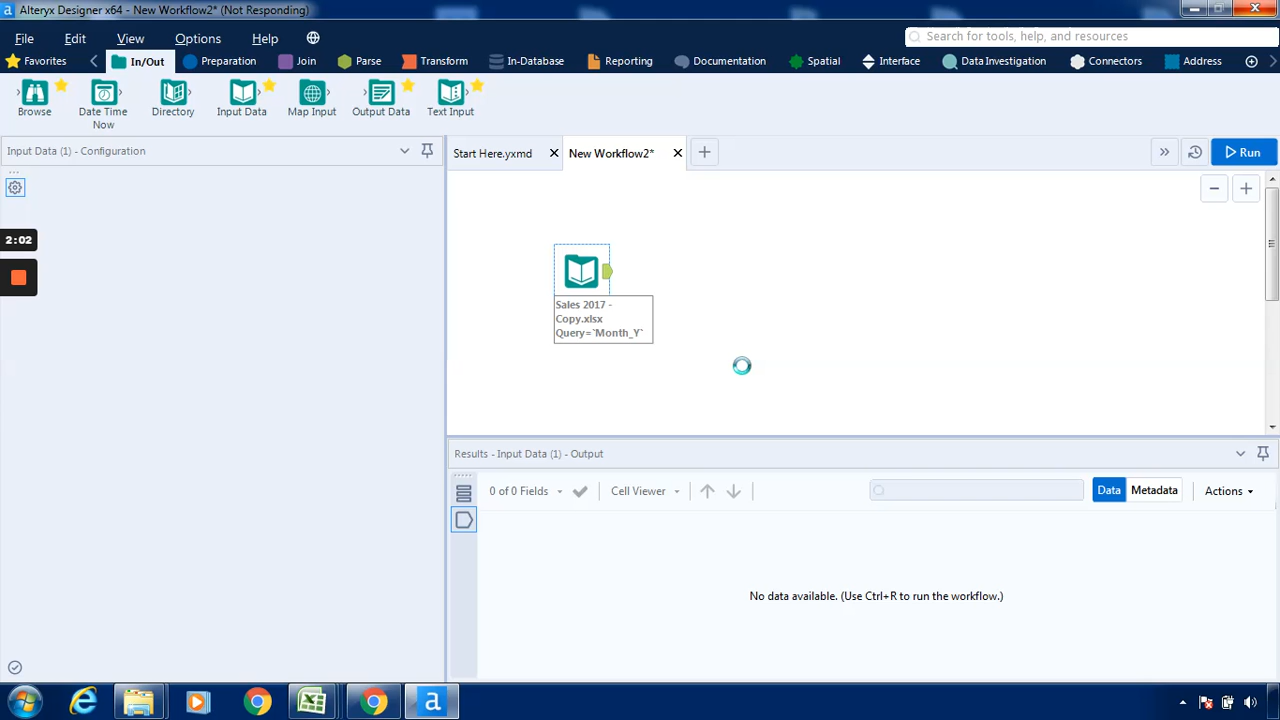 Alteryx Designer x64 - New Workflow2* (Not Responding)
File Edit View Options Help
Search for tools, help, and resources
Favorites In/Out Preparation Join Parse Transform In-Database Reporting Documentation Spatial Interface Data Investigation Connectors Address
Browse Date Time Now Directory Input Data Map Input Output Data Text Input
Input Data (1) - Configuration
Start Here.yxmd New Workflow2* Run
2:02
Sales 2017 -
Copy.xlsx
Query=`Month_Y`
Results - Input Data (1) - Output
0 of 0 Fields Cell Viewer Data Metadata Actions
No data available. (Use Ctrl+R to run the workflow.)